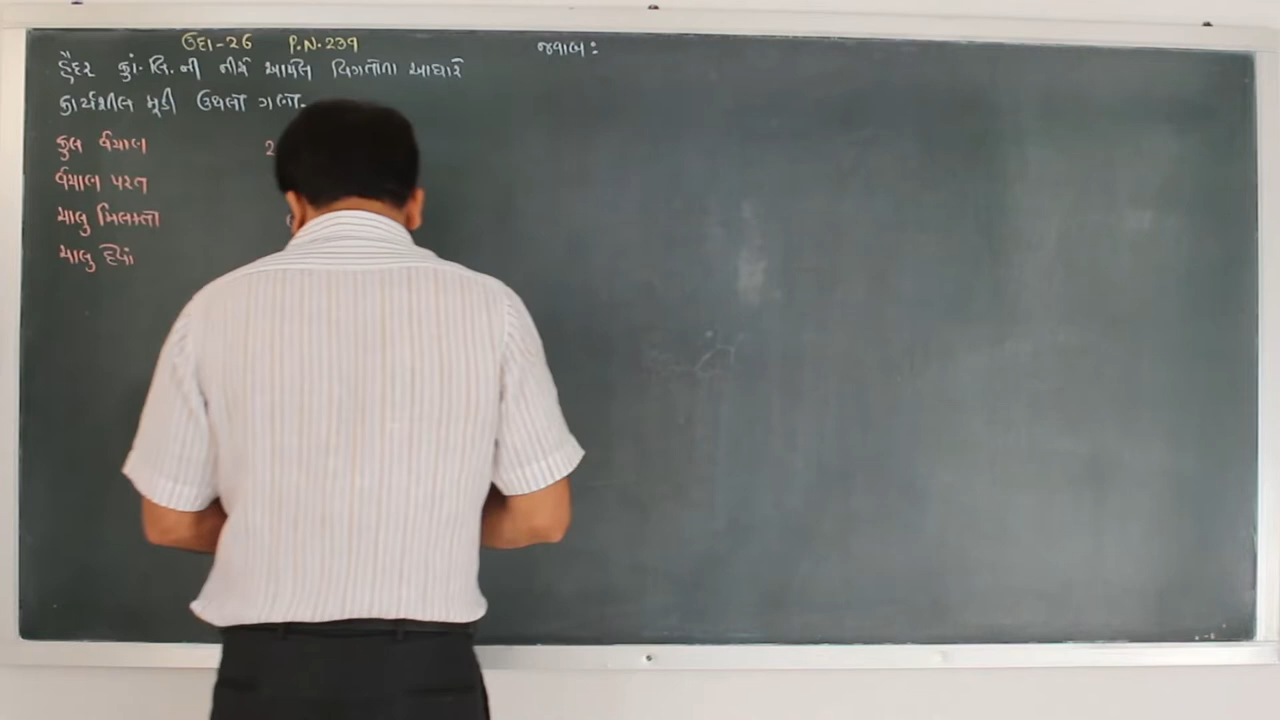 ઉદા-26 P.N.239
જવાબ:
હૈદર કાં. લિ. ની નીચે આપેલ વિગતોના આધારે
કાર્યશીલ મૂડી ઉથલો ગણો.
કુલ વેચાણ 2
વેચાણ પરત
ચાલુ મિલકતો
ચાલુ દેવાં